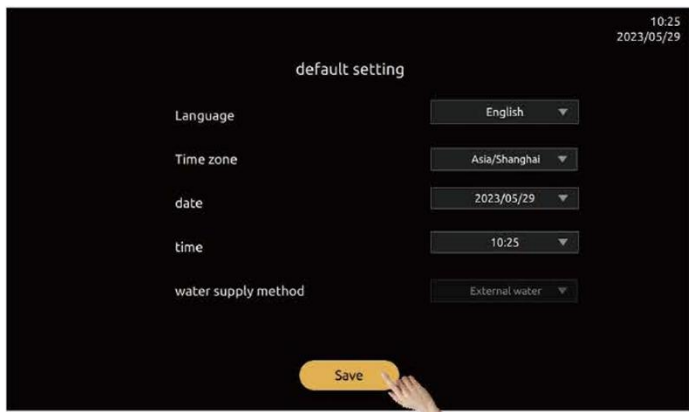 10:25
2023/05/29
default setting
Language English
Time zone Asia/Shanghai
date 2023/05/29
time 10:25
water supply method External water
Save